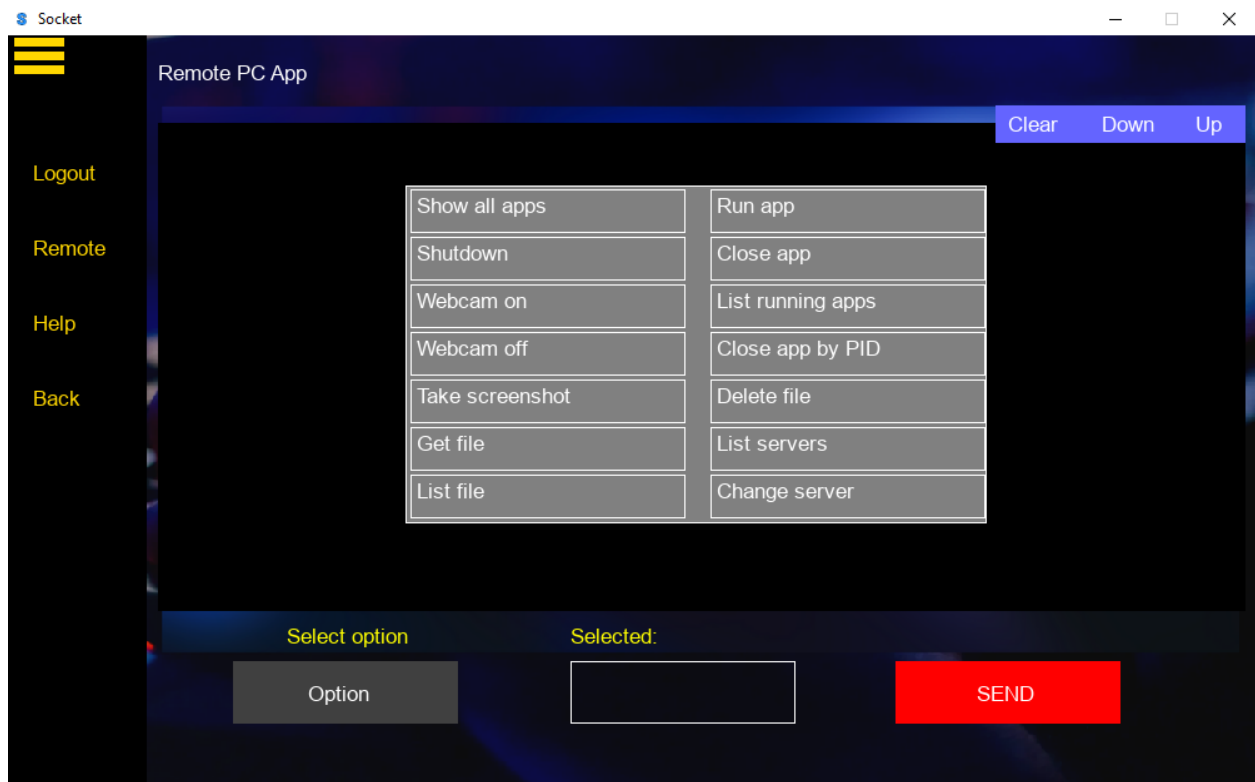 Socket
Remote PC App
Clear Down Up
Logout
Remote
Help
Back
Show all apps Run app
Shutdown Close app
Webcam on List running apps
Webcam off Close app by PID
Take screenshot Delete file
Get file List servers
List file Change server
Select option Selected:
Option SEND